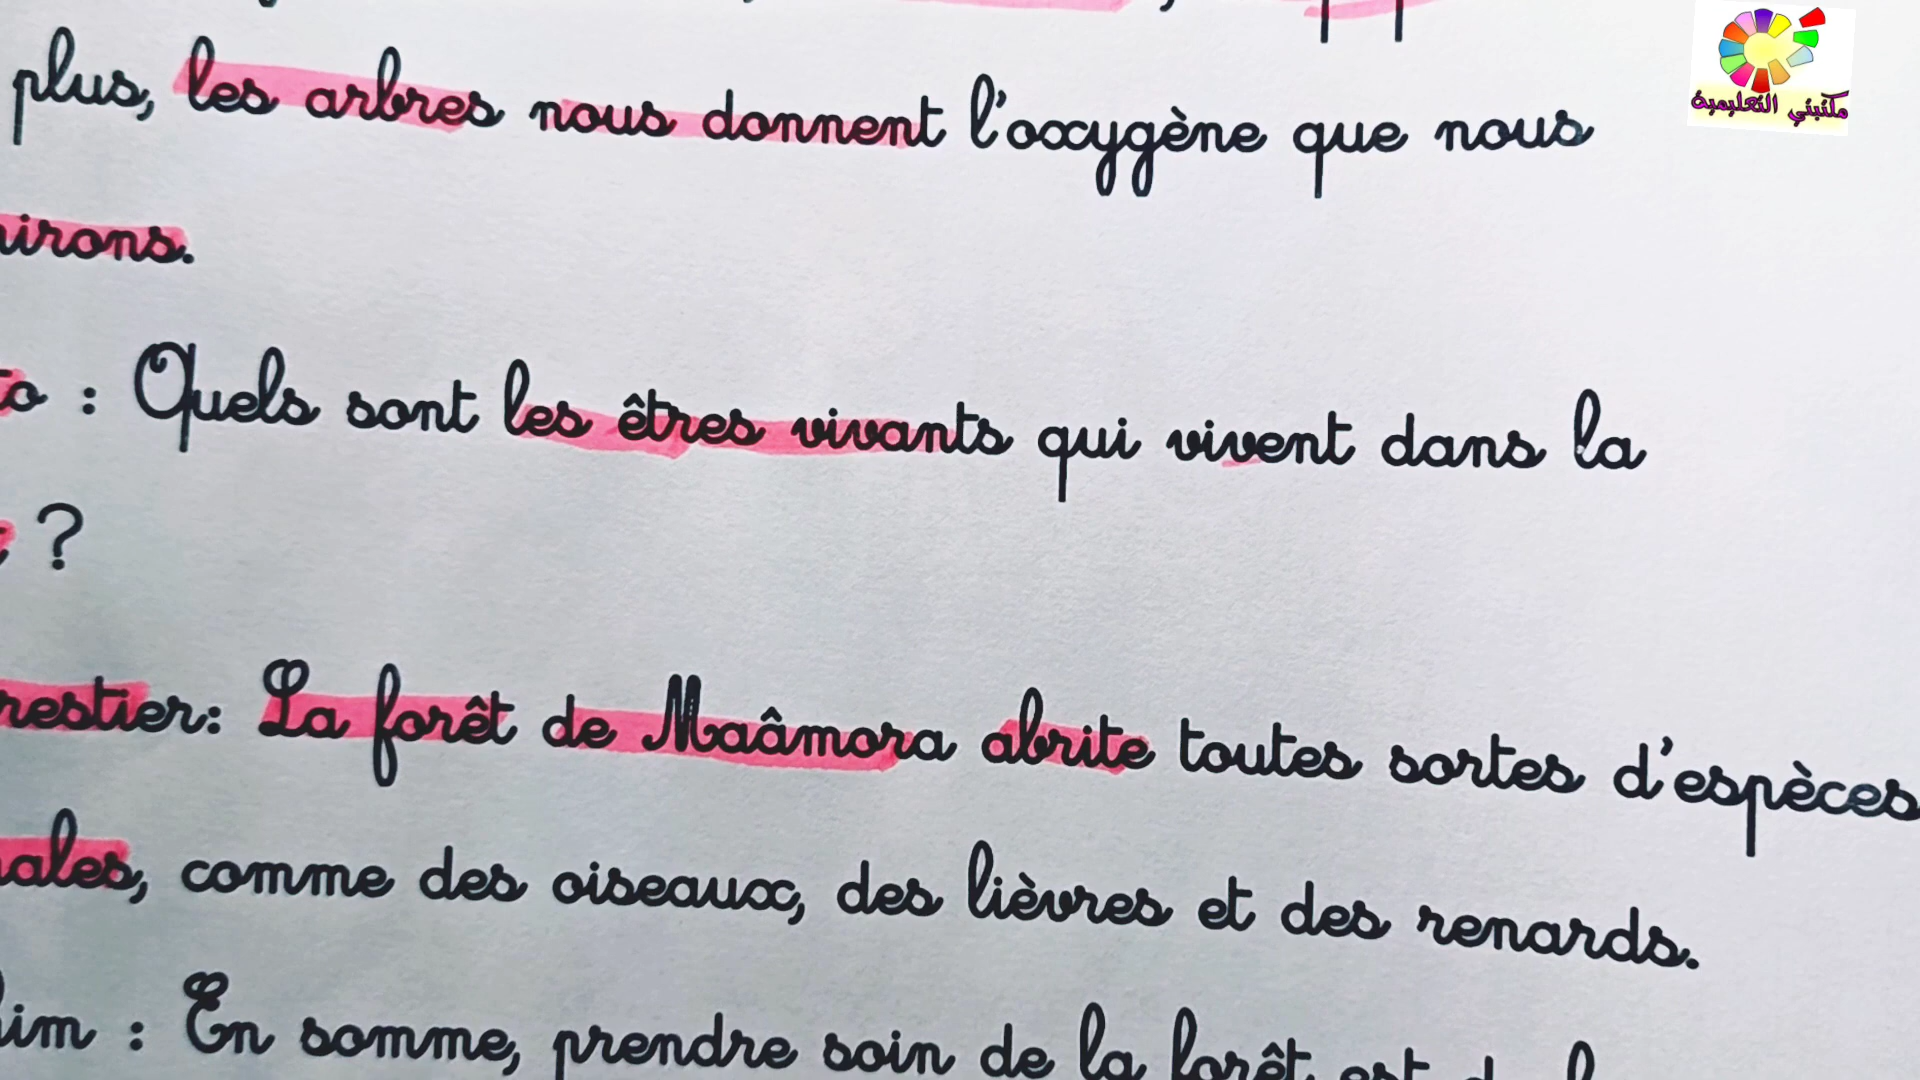 plus, les arbres nous donnent l'oxygène que nous
مكتبتي التعليمية
irons.
to : Quels sont les êtres vivants qui vivent dans la
?
restier: La forêt de Maâmora abrite toutes sortes d'espèces
ales, comme des oiseaux, des lièvres et des renards.
im : En somme, prendre soin de la forêt est